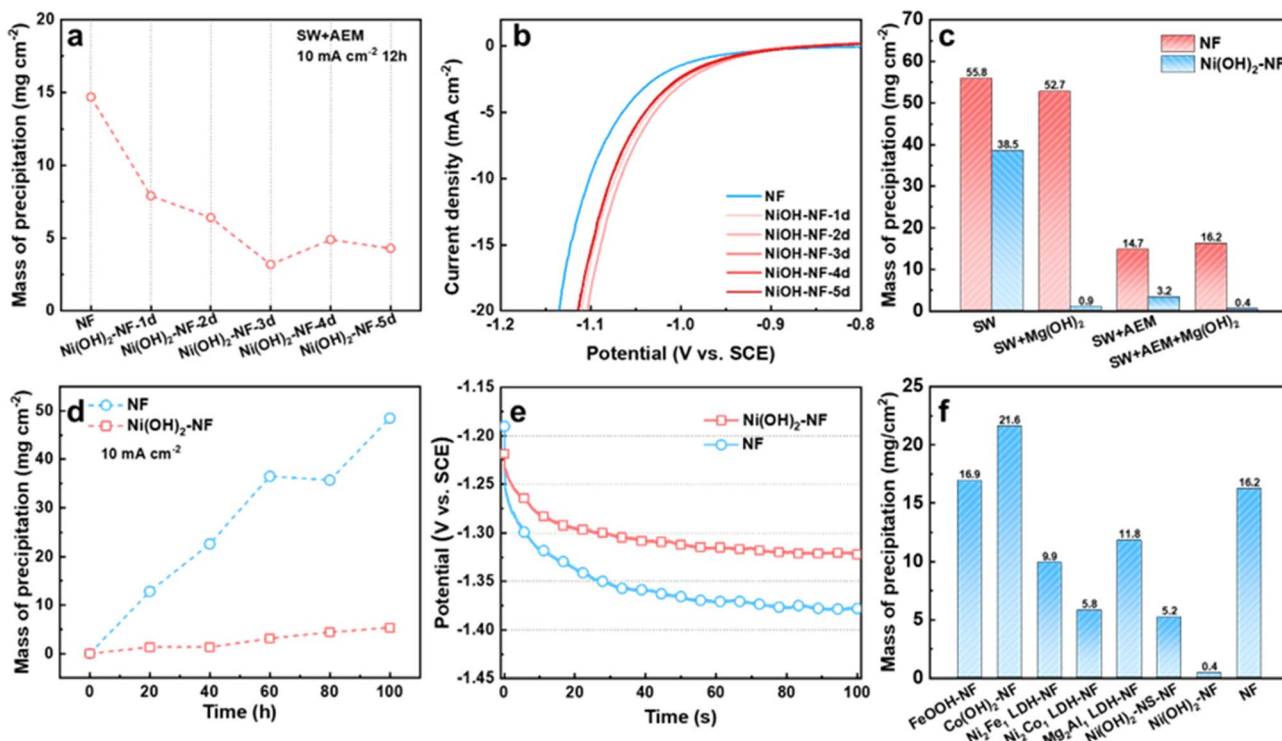 a
SW+AEM
10 mA cm⁻² 12h
Mass of precipitation (mg cm⁻²)
20
15
10
5
0
NF
Ni(OH)₂-NF-1d
Ni(OH)₂-NF-2d
Ni(OH)₂-NF-3d
Ni(OH)₂-NF-4d
Ni(OH)₂-NF-5d
b
Current density (mA cm⁻²)
0
-5
-10
-15
-20
NF
NiOH-NF-1d
NiOH-NF-2d
NiOH-NF-3d
NiOH-NF-4d
NiOH-NF-5d
-1.2 -1.1 -1.0 -0.9 -0.8
Potential (V vs. SCE)
c
NF
Ni(OH)₂-NF
Mass of precipitation (mg cm⁻²)
70
60
50
40
30
20
10
0
55.8
38.5
52.7
0.9
14.7
3.2
16.2
0.4
SW
SW+Mg(OH)₂
SW+AEM
SW+AEM+Mg(OH)₂
d
NF
Ni(OH)₂-NF
10 mA cm⁻²
Mass of precipitation (mg cm⁻²)
50
40
30
20
10
0
0 20 40 60 80 100
Time (h)
e
Ni(OH)₂-NF
NF
Potential (V vs. SCE)
-1.15
-1.20
-1.25
-1.30
-1.35
-1.40
-1.45
0 20 40 60 80 100
Time (s)
f
Mass of precipitation (mg/cm²)
25
20
15
10
5
0
16.9
21.6
9.9
5.8
11.8
5.2
0.4
16.2
FeOOH-NF
Co(OH)₂-NF
Ni₂Fe₁ LDH-NF
Ni₂Co₁ LDH-NF
Mg₂Al₁ LDH-NF
Ni(OH)₂-NS-NF
Ni(OH)₂-NF
NF